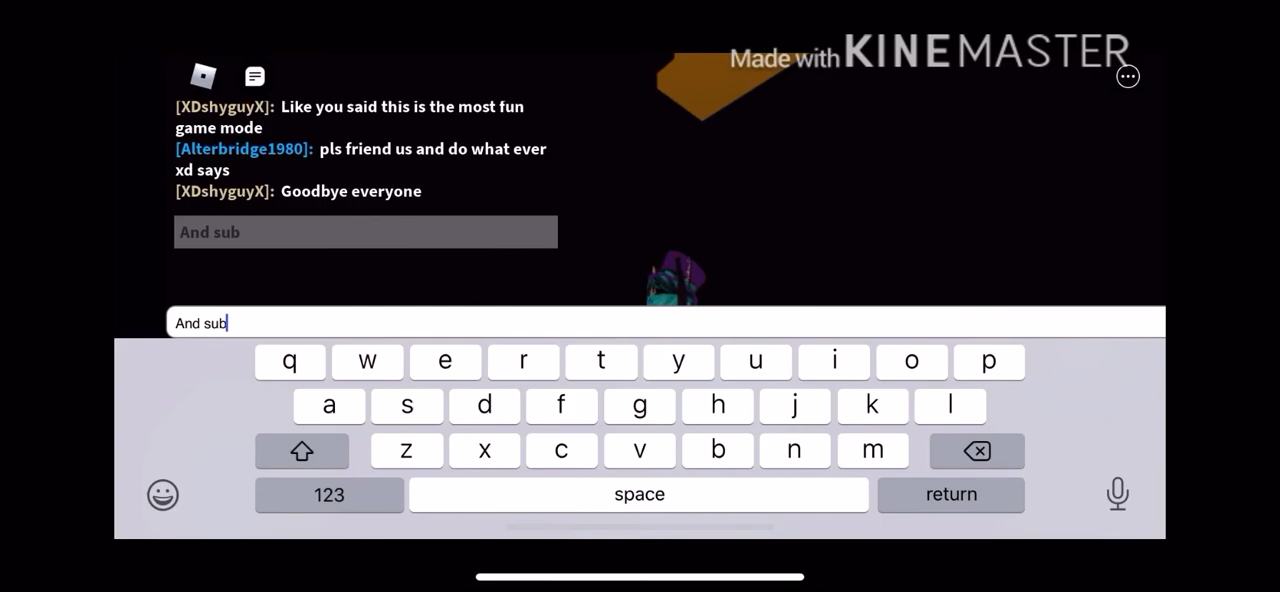 Made with KINEMASTER
[XDshyguyX]: Like you said this is the most fun
game mode
[Alterbridge1980]: pls friend us and do what ever
xd says
[XDshyguyX]: Goodbye everyone
And sub
And sub
q w e r t y u i o p
a s d f g h j k l
z x c v b n m
123 space return